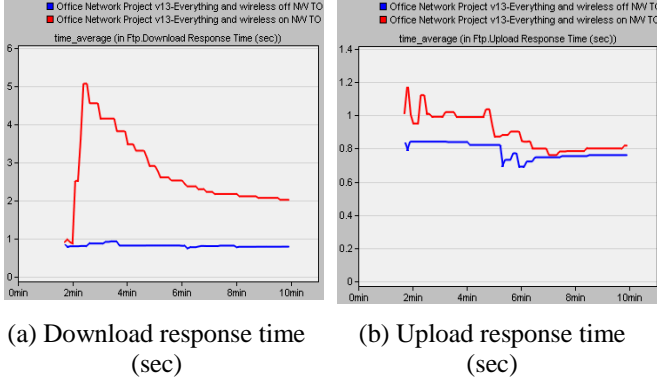 Office Network Project v13-Everything and wireless off NW TO
Office Network Project v13-Everything and wireless on NW TO
time_average (in Ftp.Download Response Time (sec))
6
5
4
3
2
1
0
0min 2min 4min 6min 8min 10min
(a) Download response time
(sec)
Office Network Project v13-Everything and wireless off NW TO
Office Network Project v13-Everything and wireless on NW TO
time_average (in Ftp.Upload Response Time (sec))
1.4
1.2
1
0.8
0.6
0.4
0.2
0
0min 2min 4min 6min 8min 10min
(b) Upload response time
(sec)